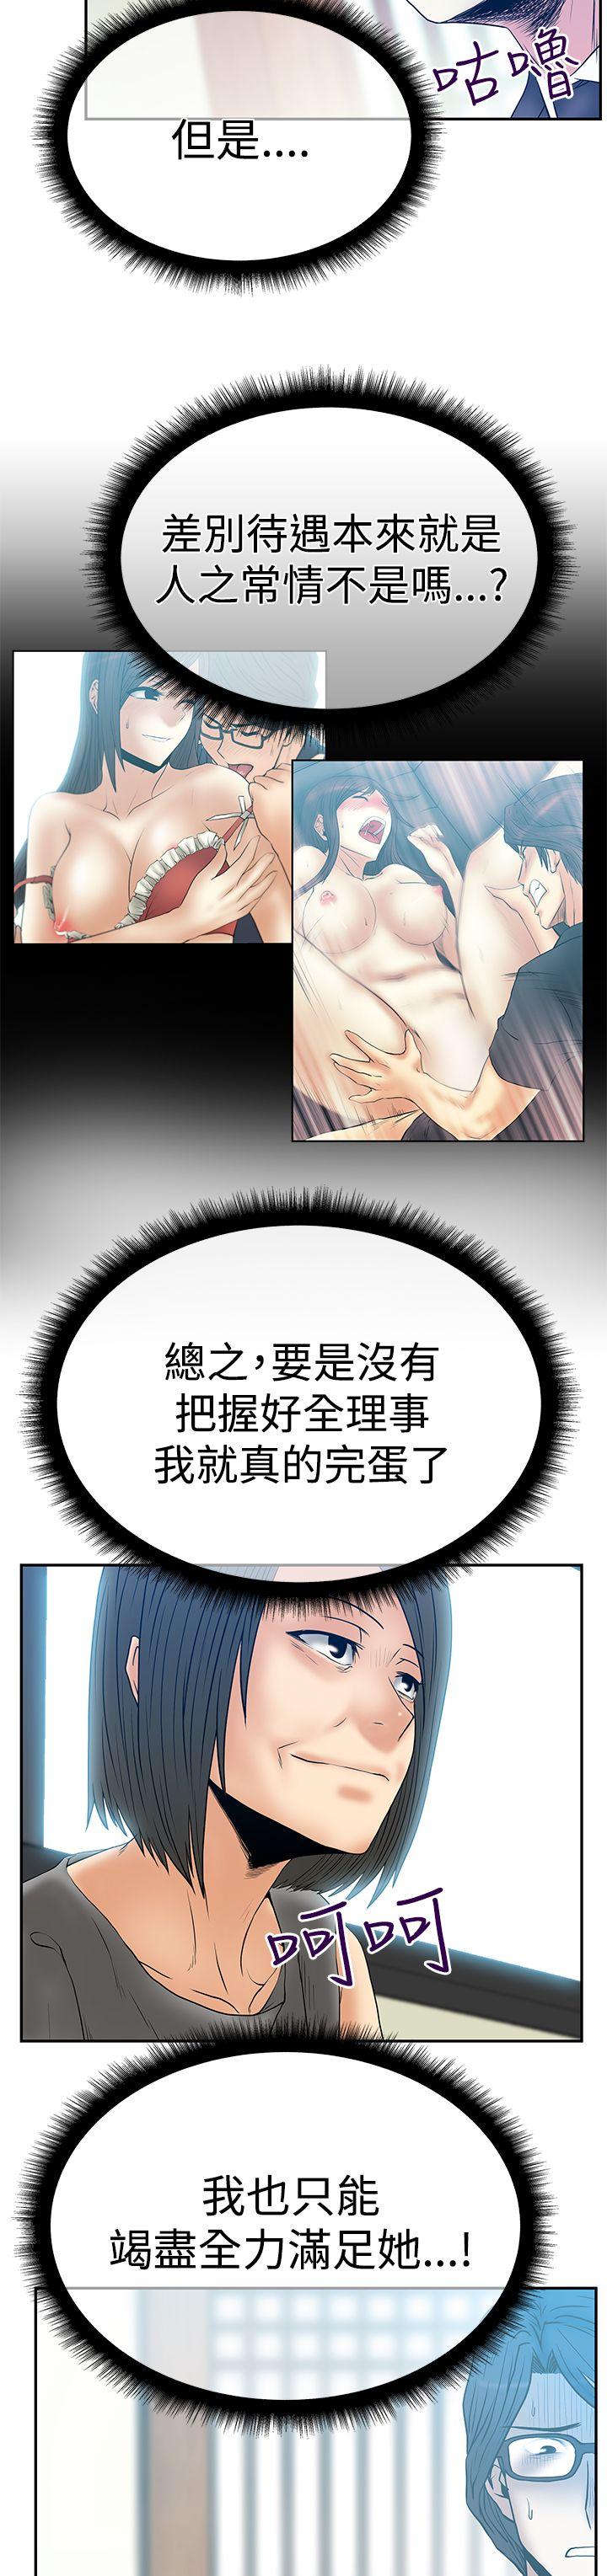 咕嚕
但是....
差別待遇本來就是
人之常情不是嗎...?
總之,要是沒有
把握好全理事
我就真的完蛋了
呵呵
我也只能
竭盡全力滿足她...!